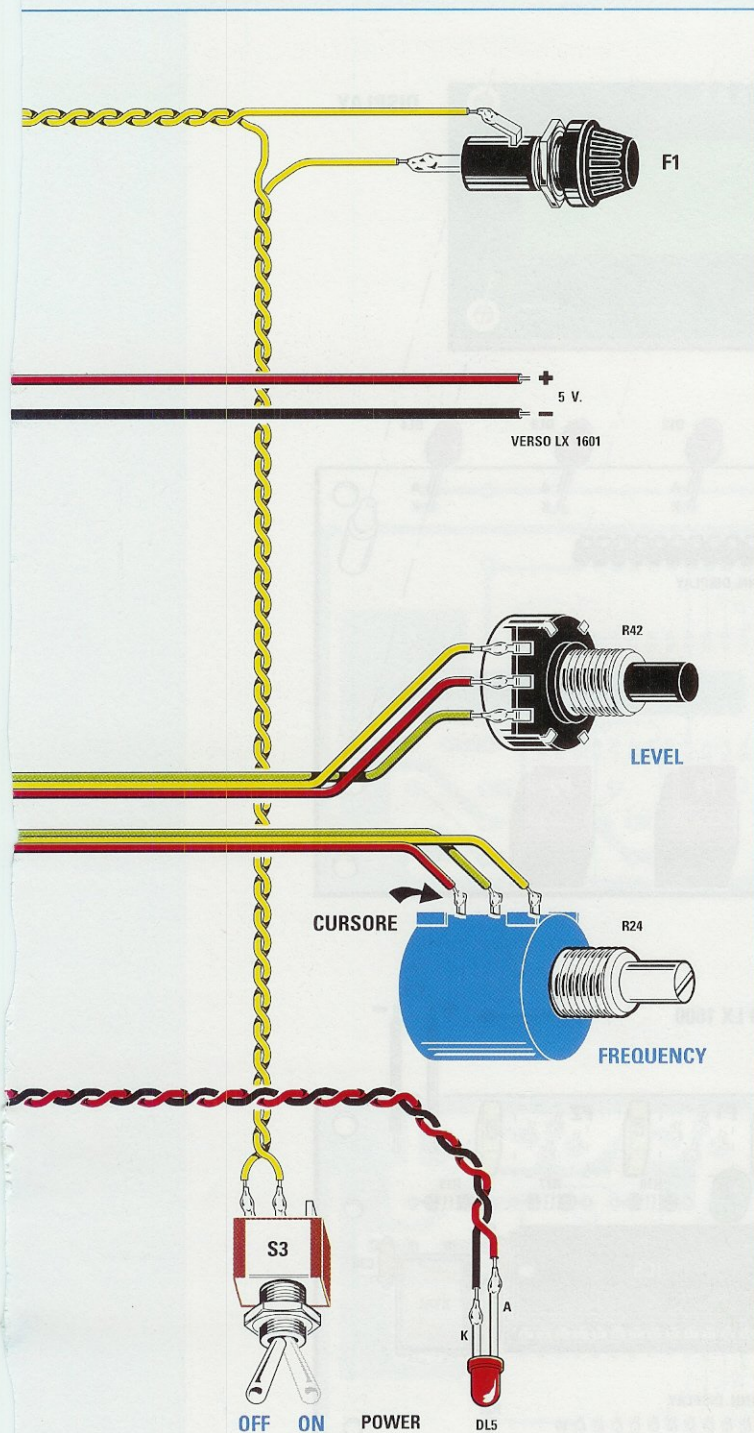 F1
+
5 V.
−
VERSO LX 1601
R42
LEVEL
CURSORE
R24
FREQUENCY
S3
A
K
OFF ON POWER DL5